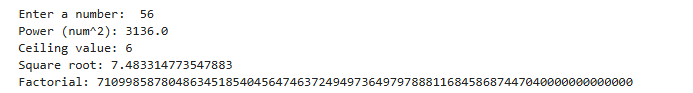 Enter a number:  56
Power (num^2): 3136.0
Ceiling value: 6
Square root: 7.483314773547883
Factorial: 710998587804863451854045647463724949736497978881168458687447040000000000000